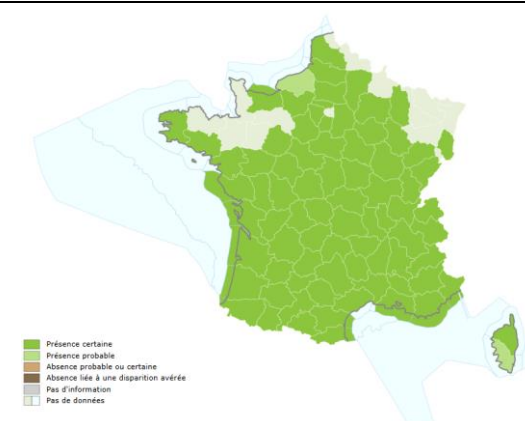 Présence certaine
Présence probable
Absence probable ou certaine
Absence liée à une disparition avérée
Pas d'information
Pas de données